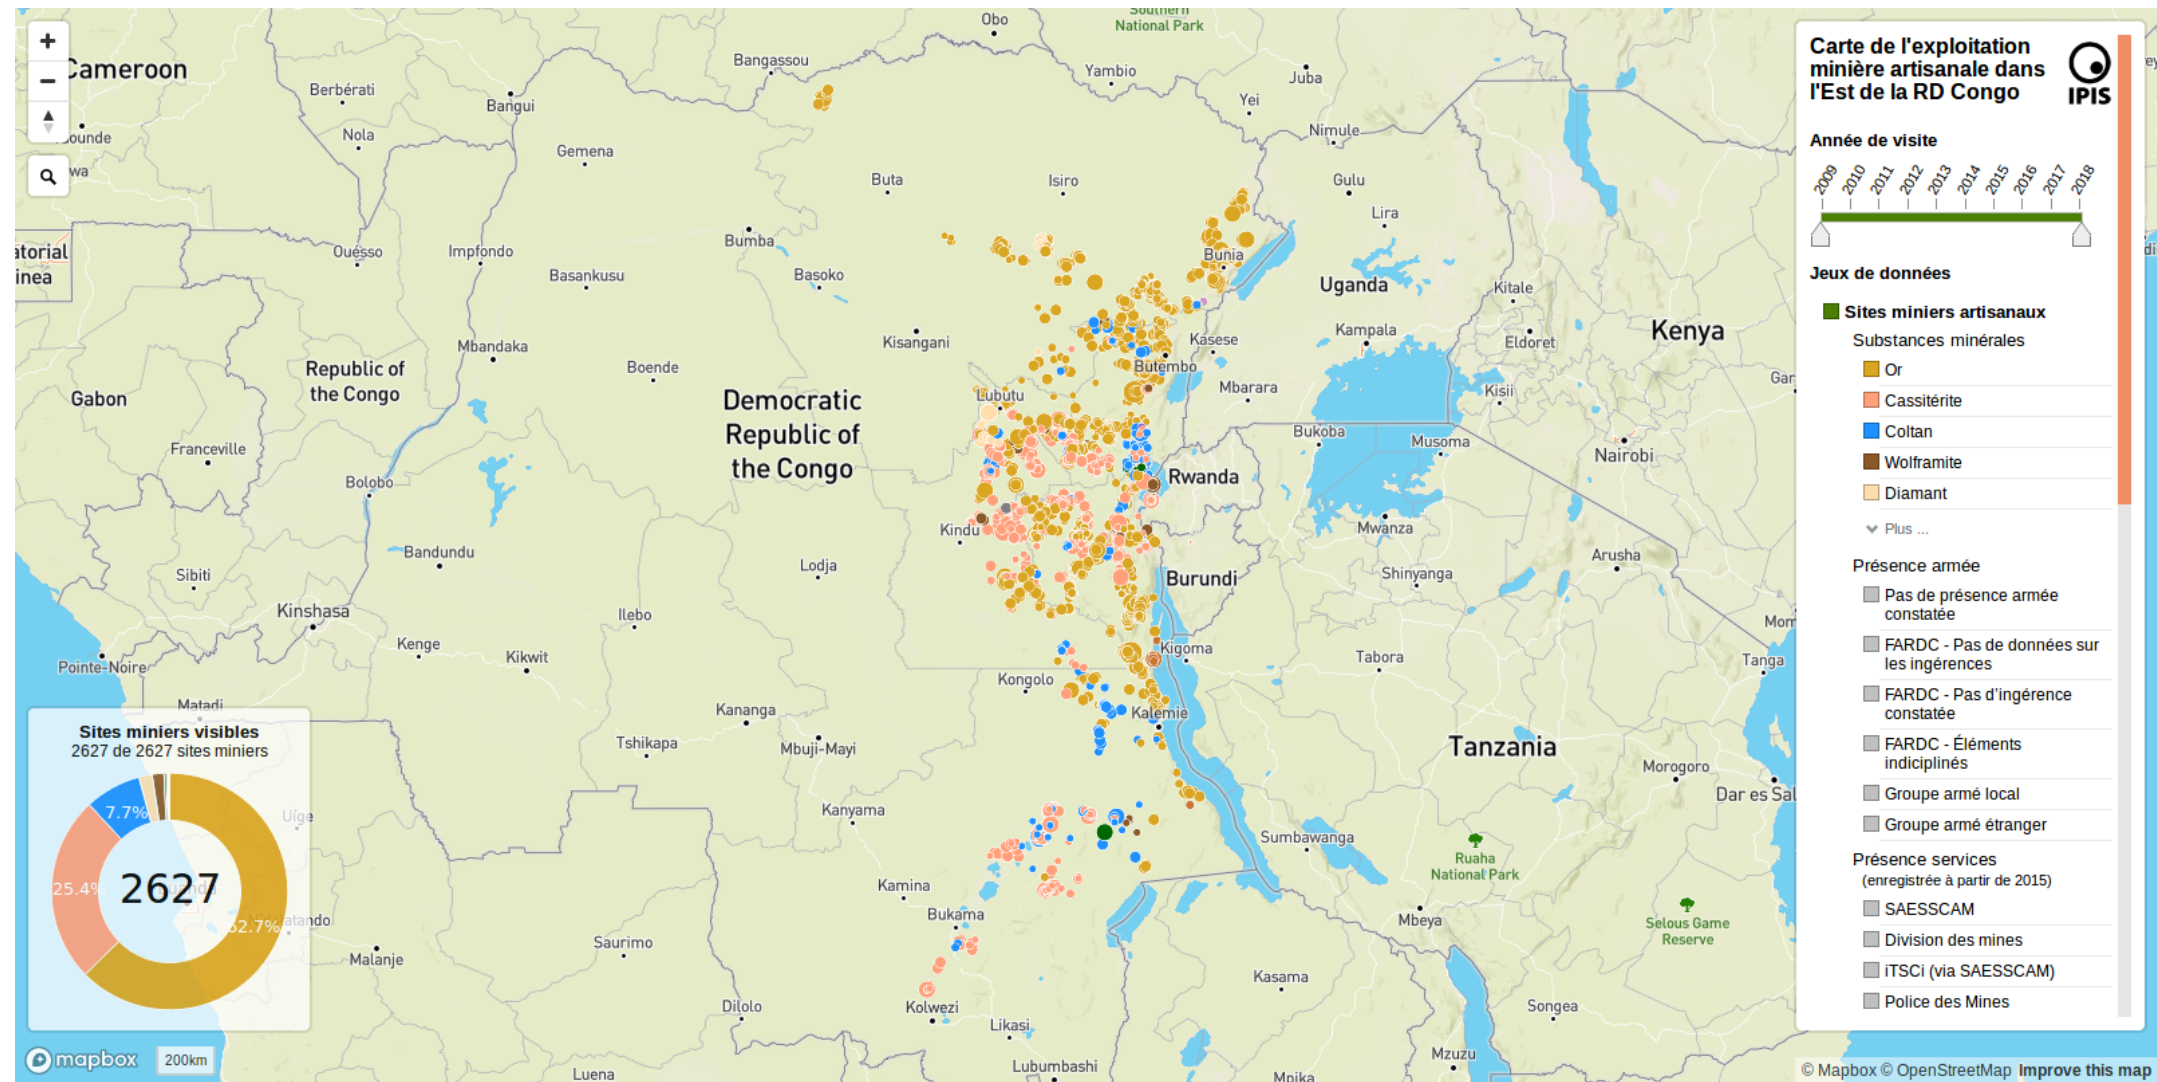 Carte de l'exploitation
minière artisanale dans
l'Est de la RD Congo
IPIS
Année de visite
2009 2010 2011 2012 2013 2014 2015 2016 2017 2018
Jeux de données
Sites miniers artisanaux
Substances minérales
Or
Cassitérite
Coltan
Wolframite
Diamant
Plus ...
Présence armée
Pas de présence armée
constatée
FARDC - Pas de données sur
les ingérences
FARDC - Pas d'ingérence
constatée
FARDC - Éléments
indiciplinés
Groupe armé local
Groupe armé étranger
Présence services
(enregistrée à partir de 2015)
SAESSCAM
Division des mines
iTSCi (via SAESSCAM)
Police des Mines
Southern
National Park
Obo
Cameroon
Bangassou
Yambio
Juba
Berbérati
Bangui
Yei
Nola
Nimule
Gemena
Buta
Isiro
Gulu
Lira
Bumba
Ouésso
Impfondo
Bunia
Basankusu
Basoko
Uganda
Kitale
Kampala
Kenya
Kisangani
Kasese
Eldoret
Mbandaka
Republic of
the Congo
Boende
Butembo
Mbarara
Kisii
Gabon
Lubutu
Democratic
Republic of
the Congo
Bukoba
Musoma
Franceville
Nairobi
Bolobo
Rwanda
Kindu
Mwanza
Bandundu
Arusha
Sibiti
Lodja
Burundi
Shinyanga
Kinshasa
Ilebo
Kenge
Kikwit
Kigoma
Tabora
Tanga
Pointe-Noire
Kongolo
Matadi
Kananga
Kalemie
Tshikapa
Mbuji-Mayi
Tanzania
Morogoro
Dar es Sal
Kanyama
Uíge
Sumbawanga
Ruaha
National Park
Kamina
Bukama
Mbeya
Selous Game
Reserve
Saurimo
Malanje
Kasama
Dilolo
Kolwezi
Songea
Likasi
Mzuzu
Lubumbashi
Luena
Mpika
Sites miniers visibles
2627 de 2627 sites miniers
7.7%
25.4%
2627
62.7%
mapbox
200km
© Mapbox © OpenStreetMap Improve this map